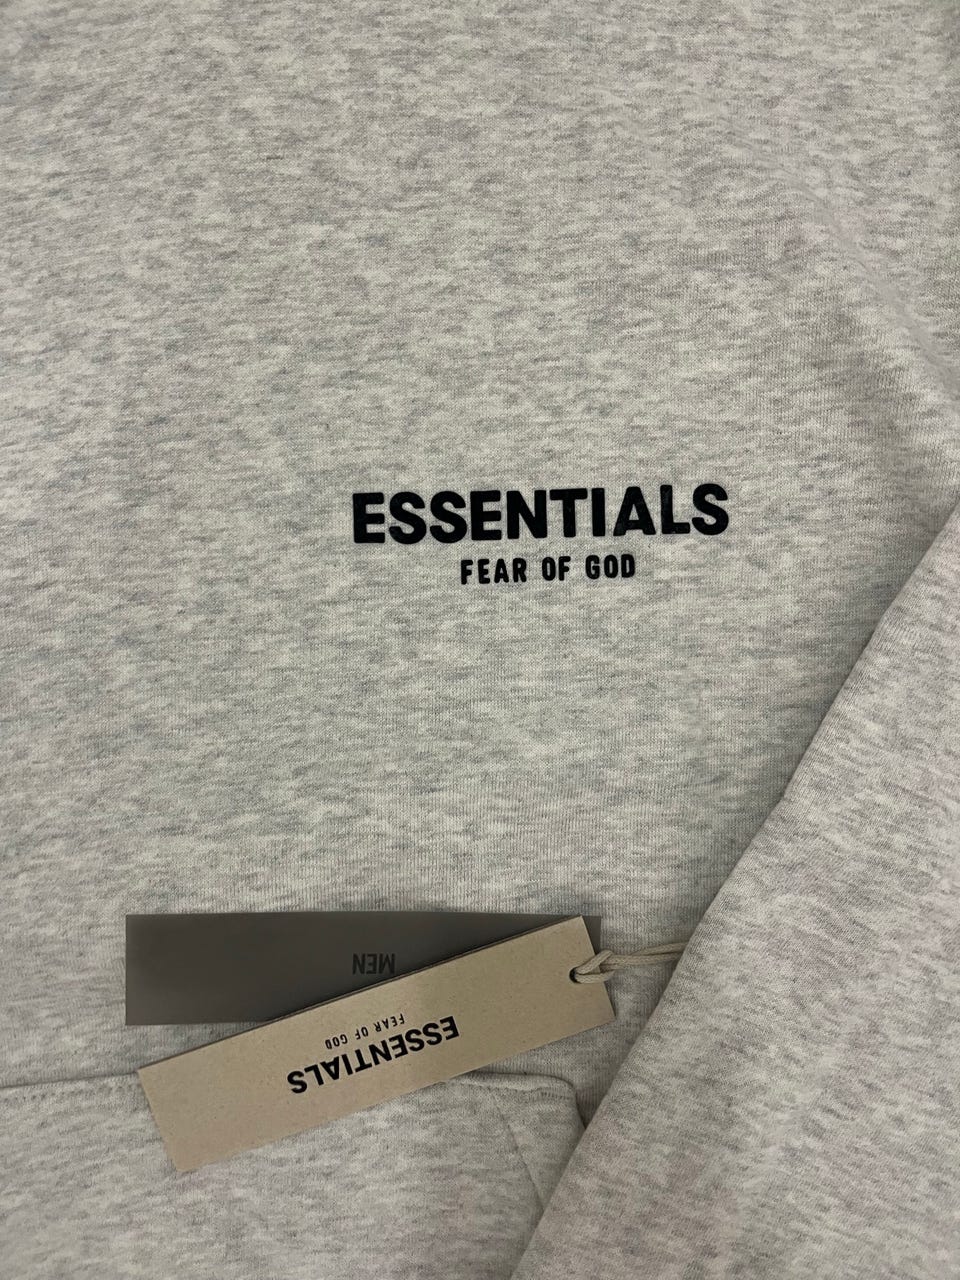 ESSENTIALS
FEAR OF GOD
MEN
ESSENTIALS
FEAR OF GOD